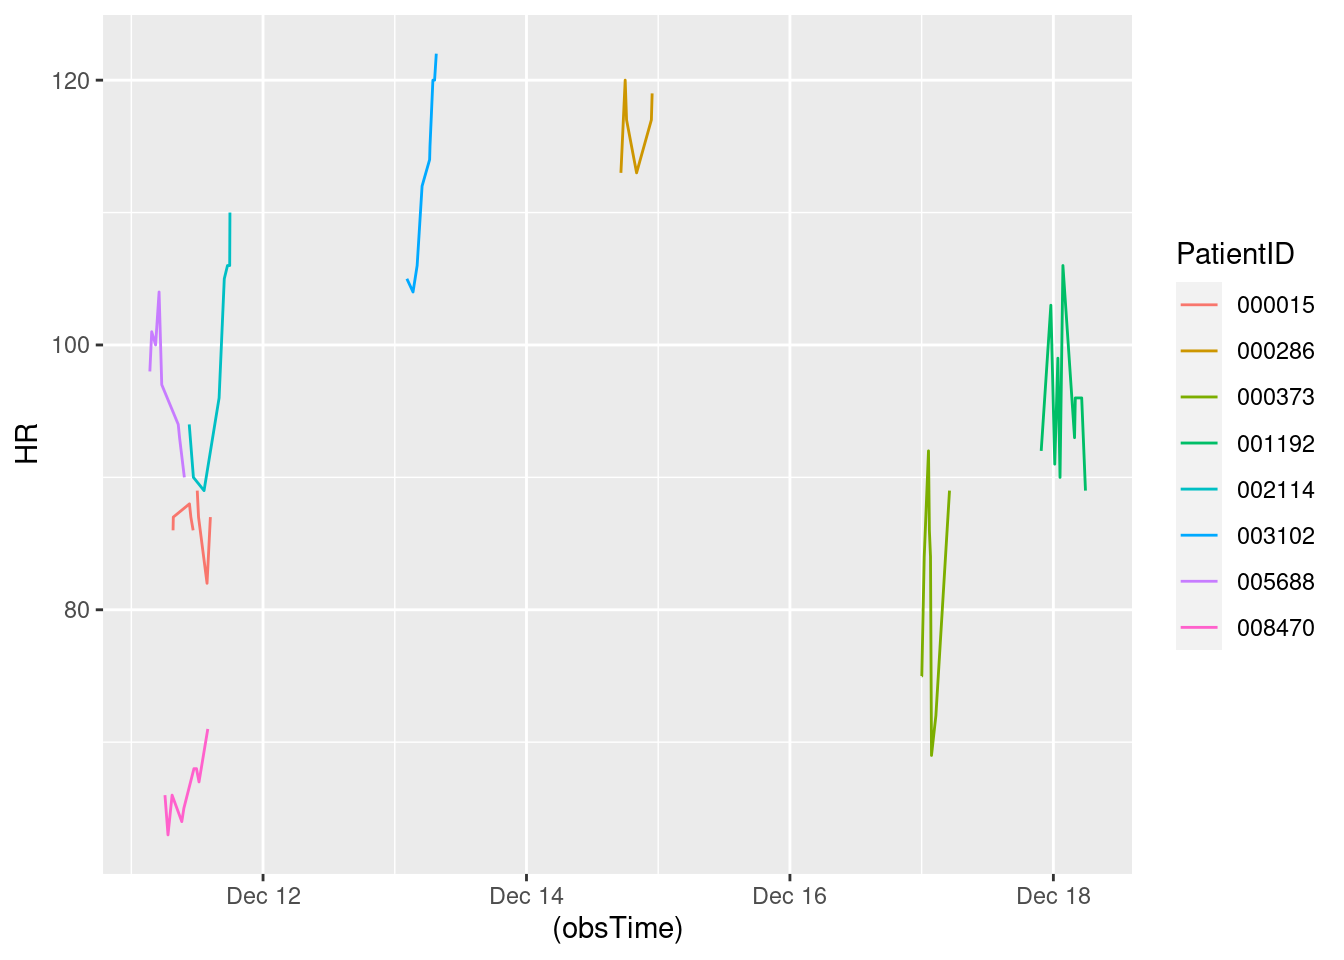 120
100
80
HR
Dec 12
Dec 14
Dec 16
Dec 18
(obsTime)
PatientID
000015
000286
000373
001192
002114
003102
005688
008470